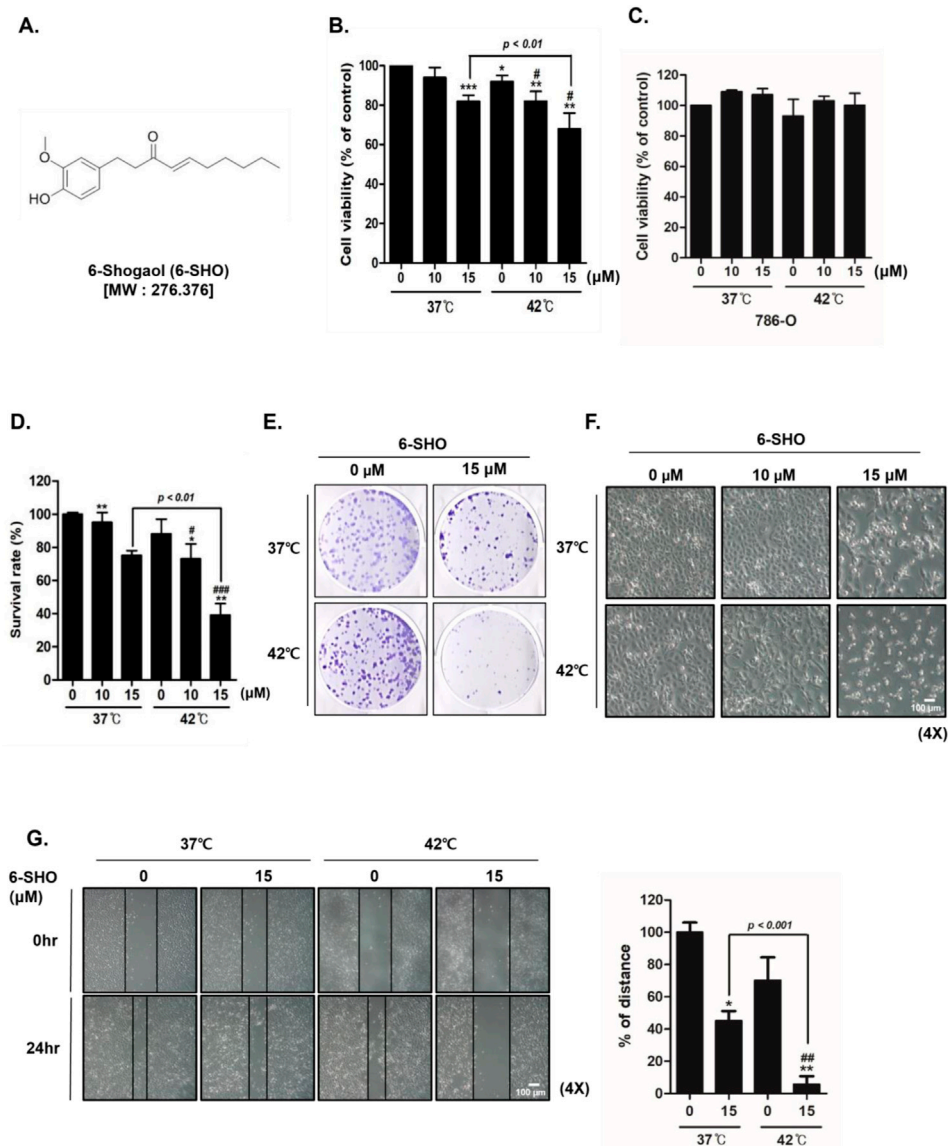 A.
O
O
HO
6-Shogaol (6-SHO)
[MW : 276.376]
B.
p < 0.01
Cell viability (% of control)
100
80
60
40
20
0
***
*
#
**
#
**
0 10 15 0 10 15 (μM)
37℃ 42℃
C.
Cell viability (% of control)
120
100
80
60
40
20
0
0 10 15 0 10 15 (μM)
37℃ 42℃
786-O
D.
Survival rate (%)
120
100
80
60
40
20
0
p < 0.01
**
#
*
###
**
0 10 15 0 10 15 (μM)
37℃ 42℃
E.
6-SHO
0 μM 15 μM
37℃
42℃
F.
6-SHO
0 μM 10 μM 15 μM
37℃
42℃
100 μm
(4X)
G.
37℃ 42℃
6-SHO 0 15 0 15
(μM)
0hr
24hr
100 μm
(4X)
% of distance
120
100
80
60
40
20
0
p < 0.001
*
##
**
0 15 0 15
37℃ 42℃